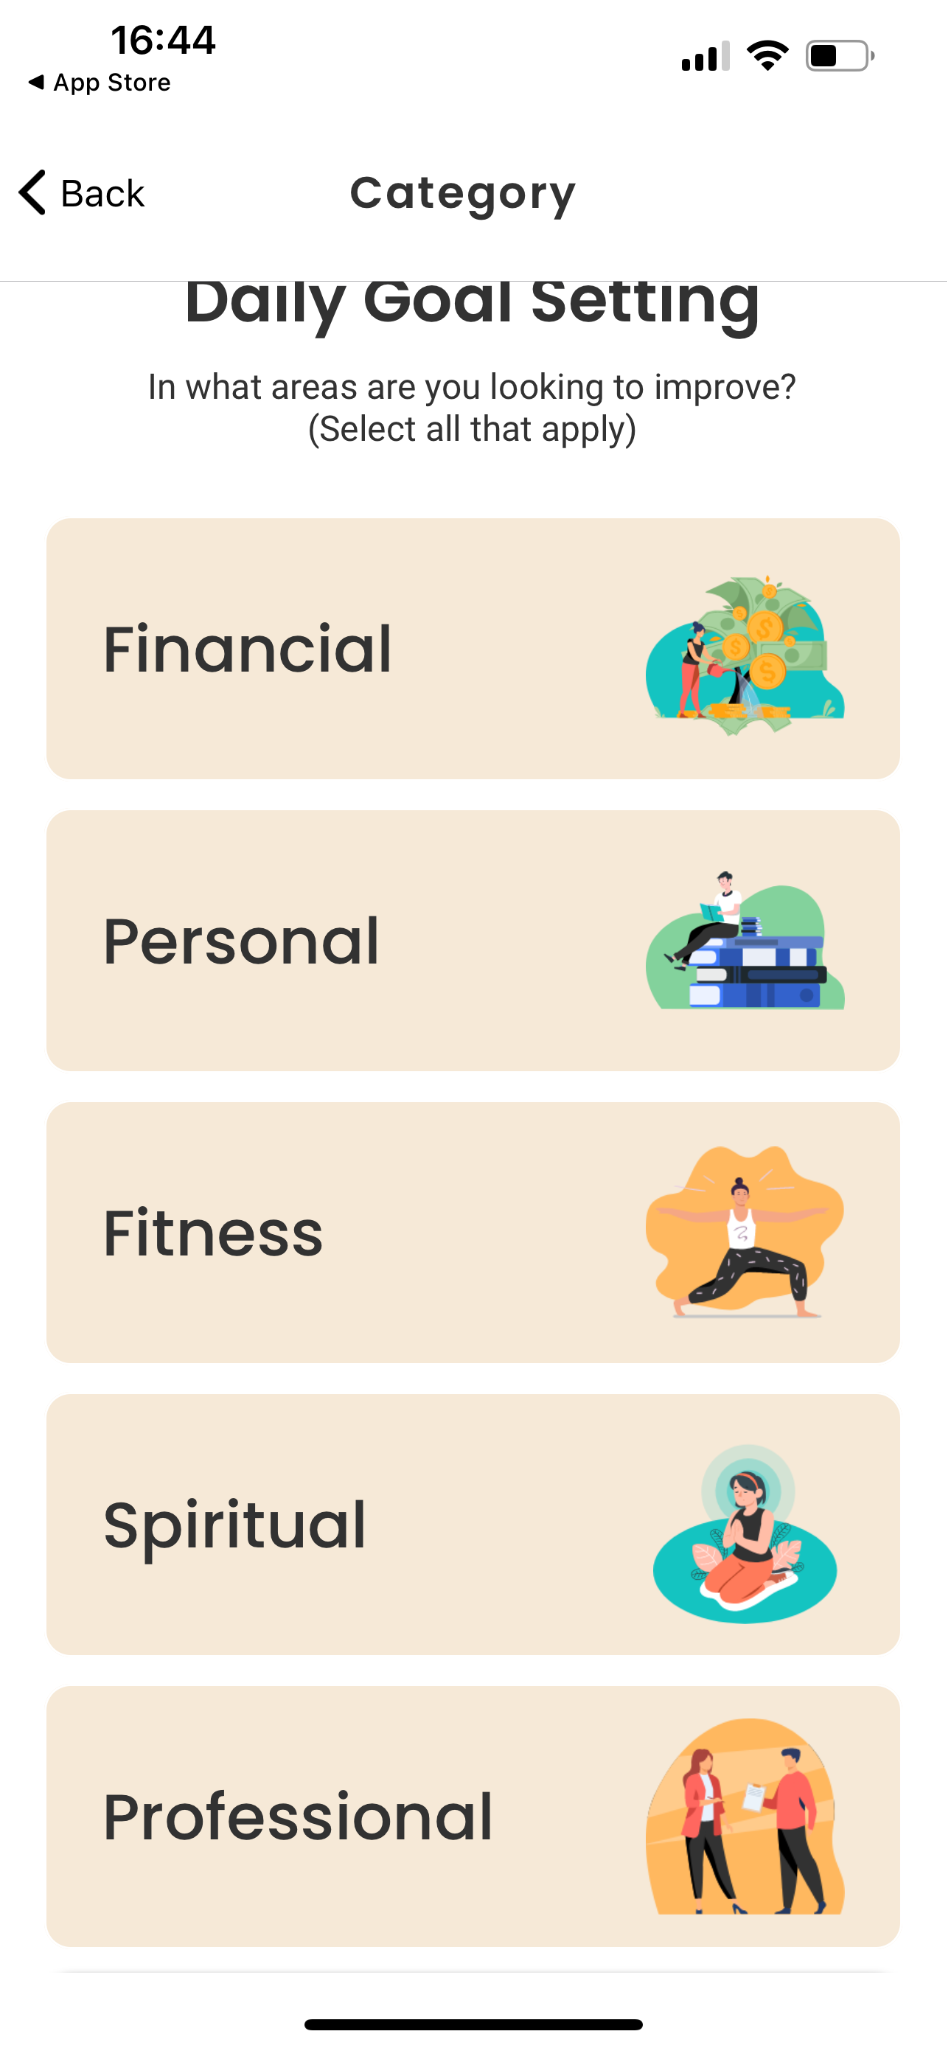 16:44
App Store
Back
Category
Daily Goal Setting
In what areas are you looking to improve?
(Select all that apply)
Financial
Personal
Fitness
Spiritual
Professional